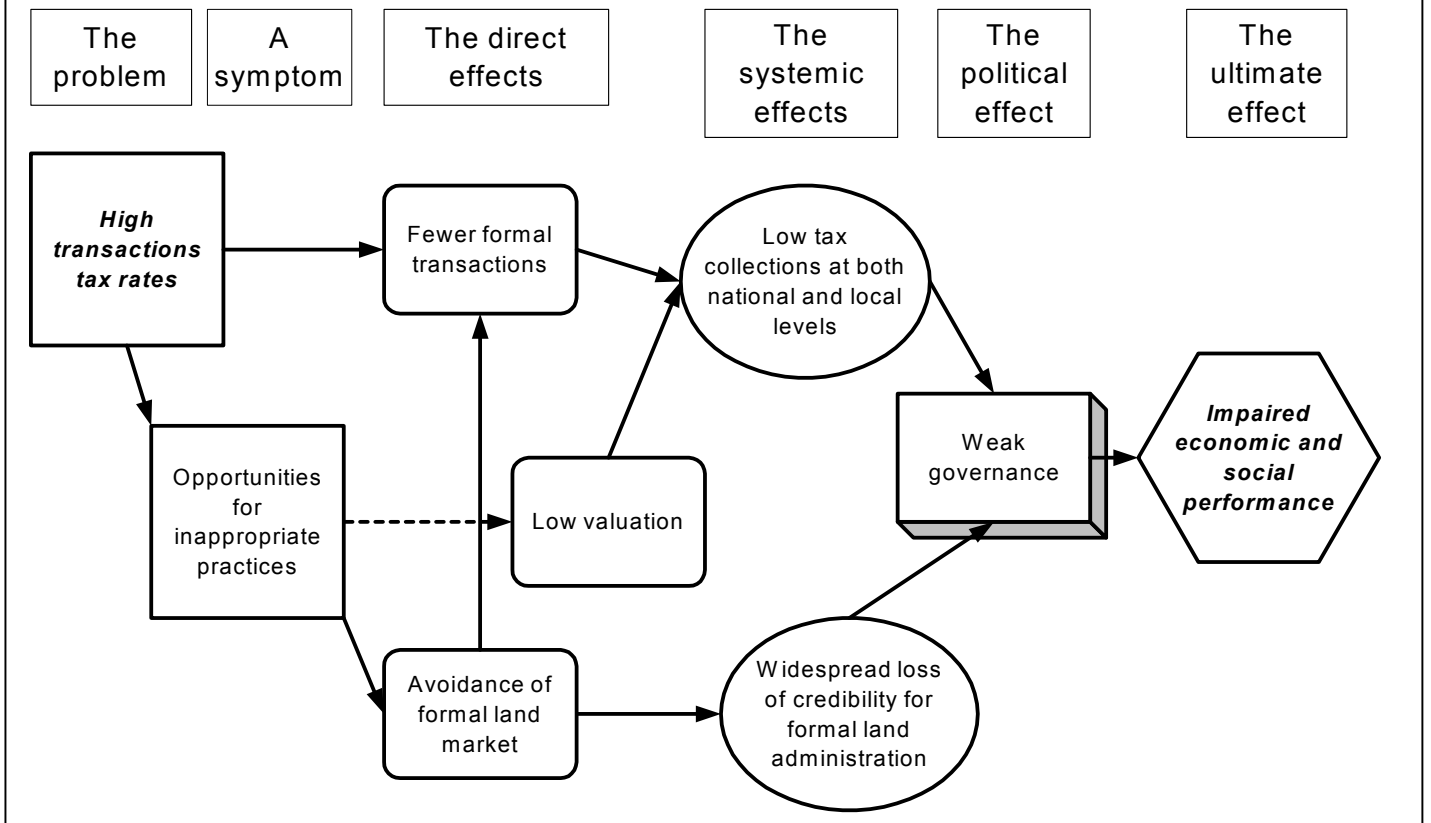 The
problem
A
symptom
The direct
effects
The
systemic
effects
The
political
effect
The
ultimate
effect
High
transactions
tax rates
Fewer formal
transactions
Low tax
collections at both
national and local
levels
Opportunities
for
inappropriate
practices
Low valuation
Weak
governance
Impaired
economic and
social
performance
Avoidance of
formal land
market
Widespread loss
of credibility for
formal land
administration